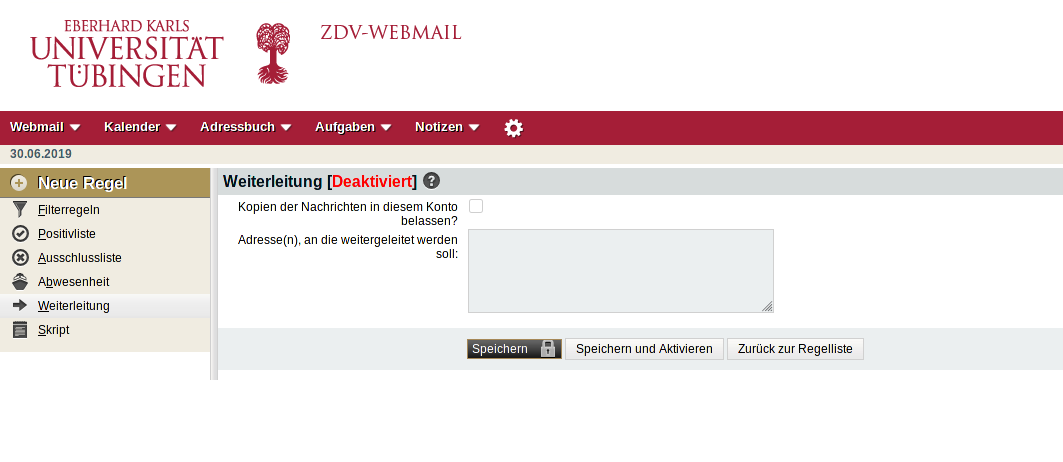 EBERHARD KARLS
UNIVERSITÄT
TÜBINGEN
ZDV-WEBMAIL
Webmail Kalender Adressbuch Aufgaben Notizen
30.06.2019
Neue Regel
Filterregeln
Positivliste
Ausschlussliste
Abwesenheit
Weiterleitung
Skript
Weiterleitung [Deaktiviert] ?
Kopien der Nachrichten in diesem Konto
belassen?
Adresse(n), an die weitergeleitet werden
soll:
Speichern Speichern und Aktivieren Zurück zur Regelliste